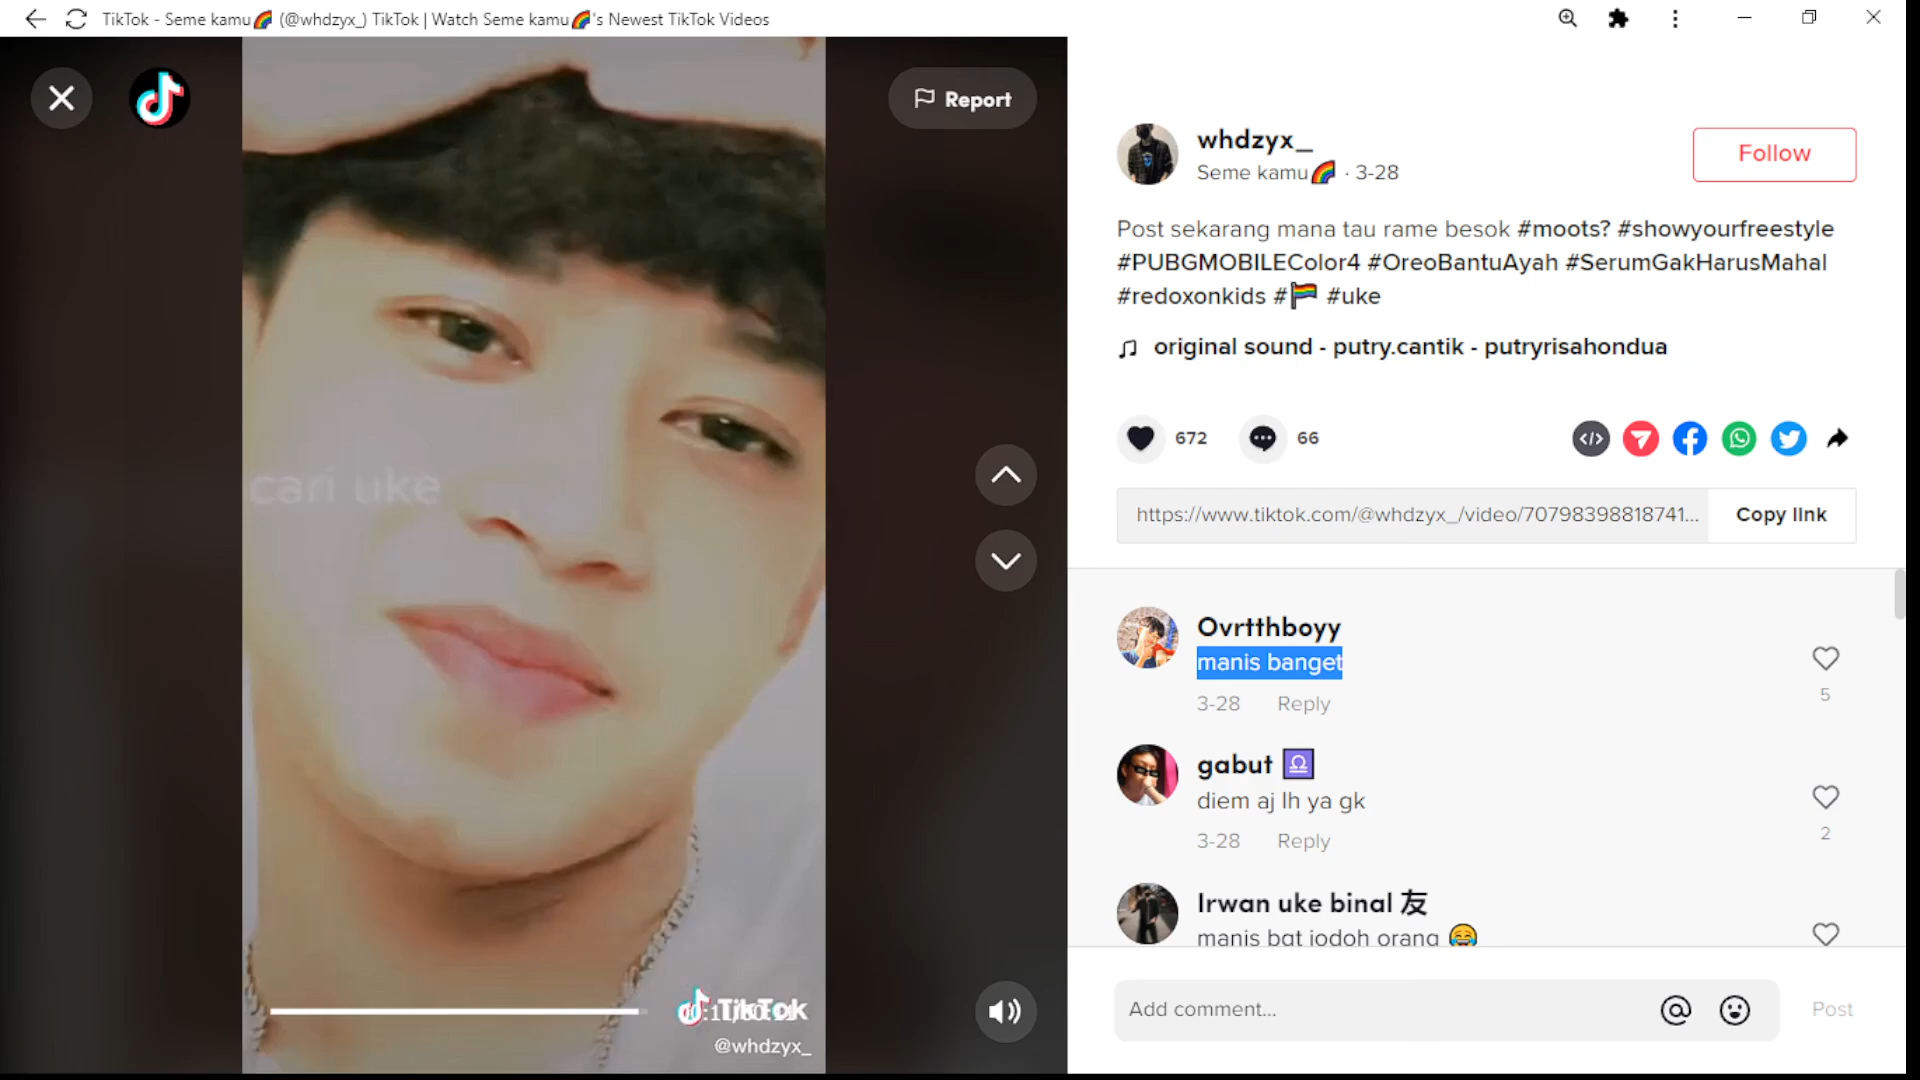 TikTok - Seme kamu🌈 (@whdzyx_) TikTok | Watch Seme kamu🌈's Newest TikTok Videos
Report
cari uke
TikTok
@whdzyx_
whdzyx_
Seme kamu🌈 · 3-28
Follow
Post sekarang mana tau rame besok #moots? #showyourfreestyle
#PUBGMOBILEColor4 #OreoBantuAyah #SerumGakHarusMahal
#redoxonkids #🏳️‍🌈 #uke
original sound - putry.cantik - putryrisahondua
672
66
https://www.tiktok.com/@whdzyx_/video/70798398818741...
Copy link
Ovrtthboyy
manis banget
3-28 Reply
5
gabut ♎
diem aj lh ya gk
3-28 Reply
2
Irwan uke binal 友
manis bgt jodoh orang 😂
Add comment...
Post